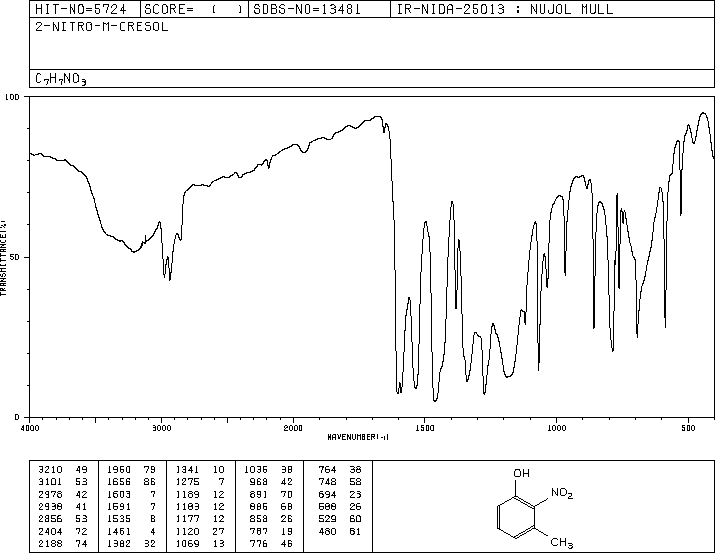 HIT-NO=5724 SCORE= ( ) SDBS-NO=13481 IR-NIDA-25013 : NUJOL MULL
2-NITRO-M-CRESOL
C7H7NO3
100
50
0
TRANSMITTANCE(%)
4000 3000 2000 1500 1000 500
WAVENUMBER(-1)
3210 49 1960 79 1341 10 1036 38 764 38
3101 53 1656 86 1275 7 968 42 748 58
2978 42 1603 7 1189 12 891 70 694 23
2938 41 1591 7 1183 12 886 68 588 26
2856 53 1535 8 1177 12 858 26 529 60
2404 72 1461 4 1120 27 787 19 480 81
2188 74 1382 32 1069 13 776 46
OH
NO2
CH3